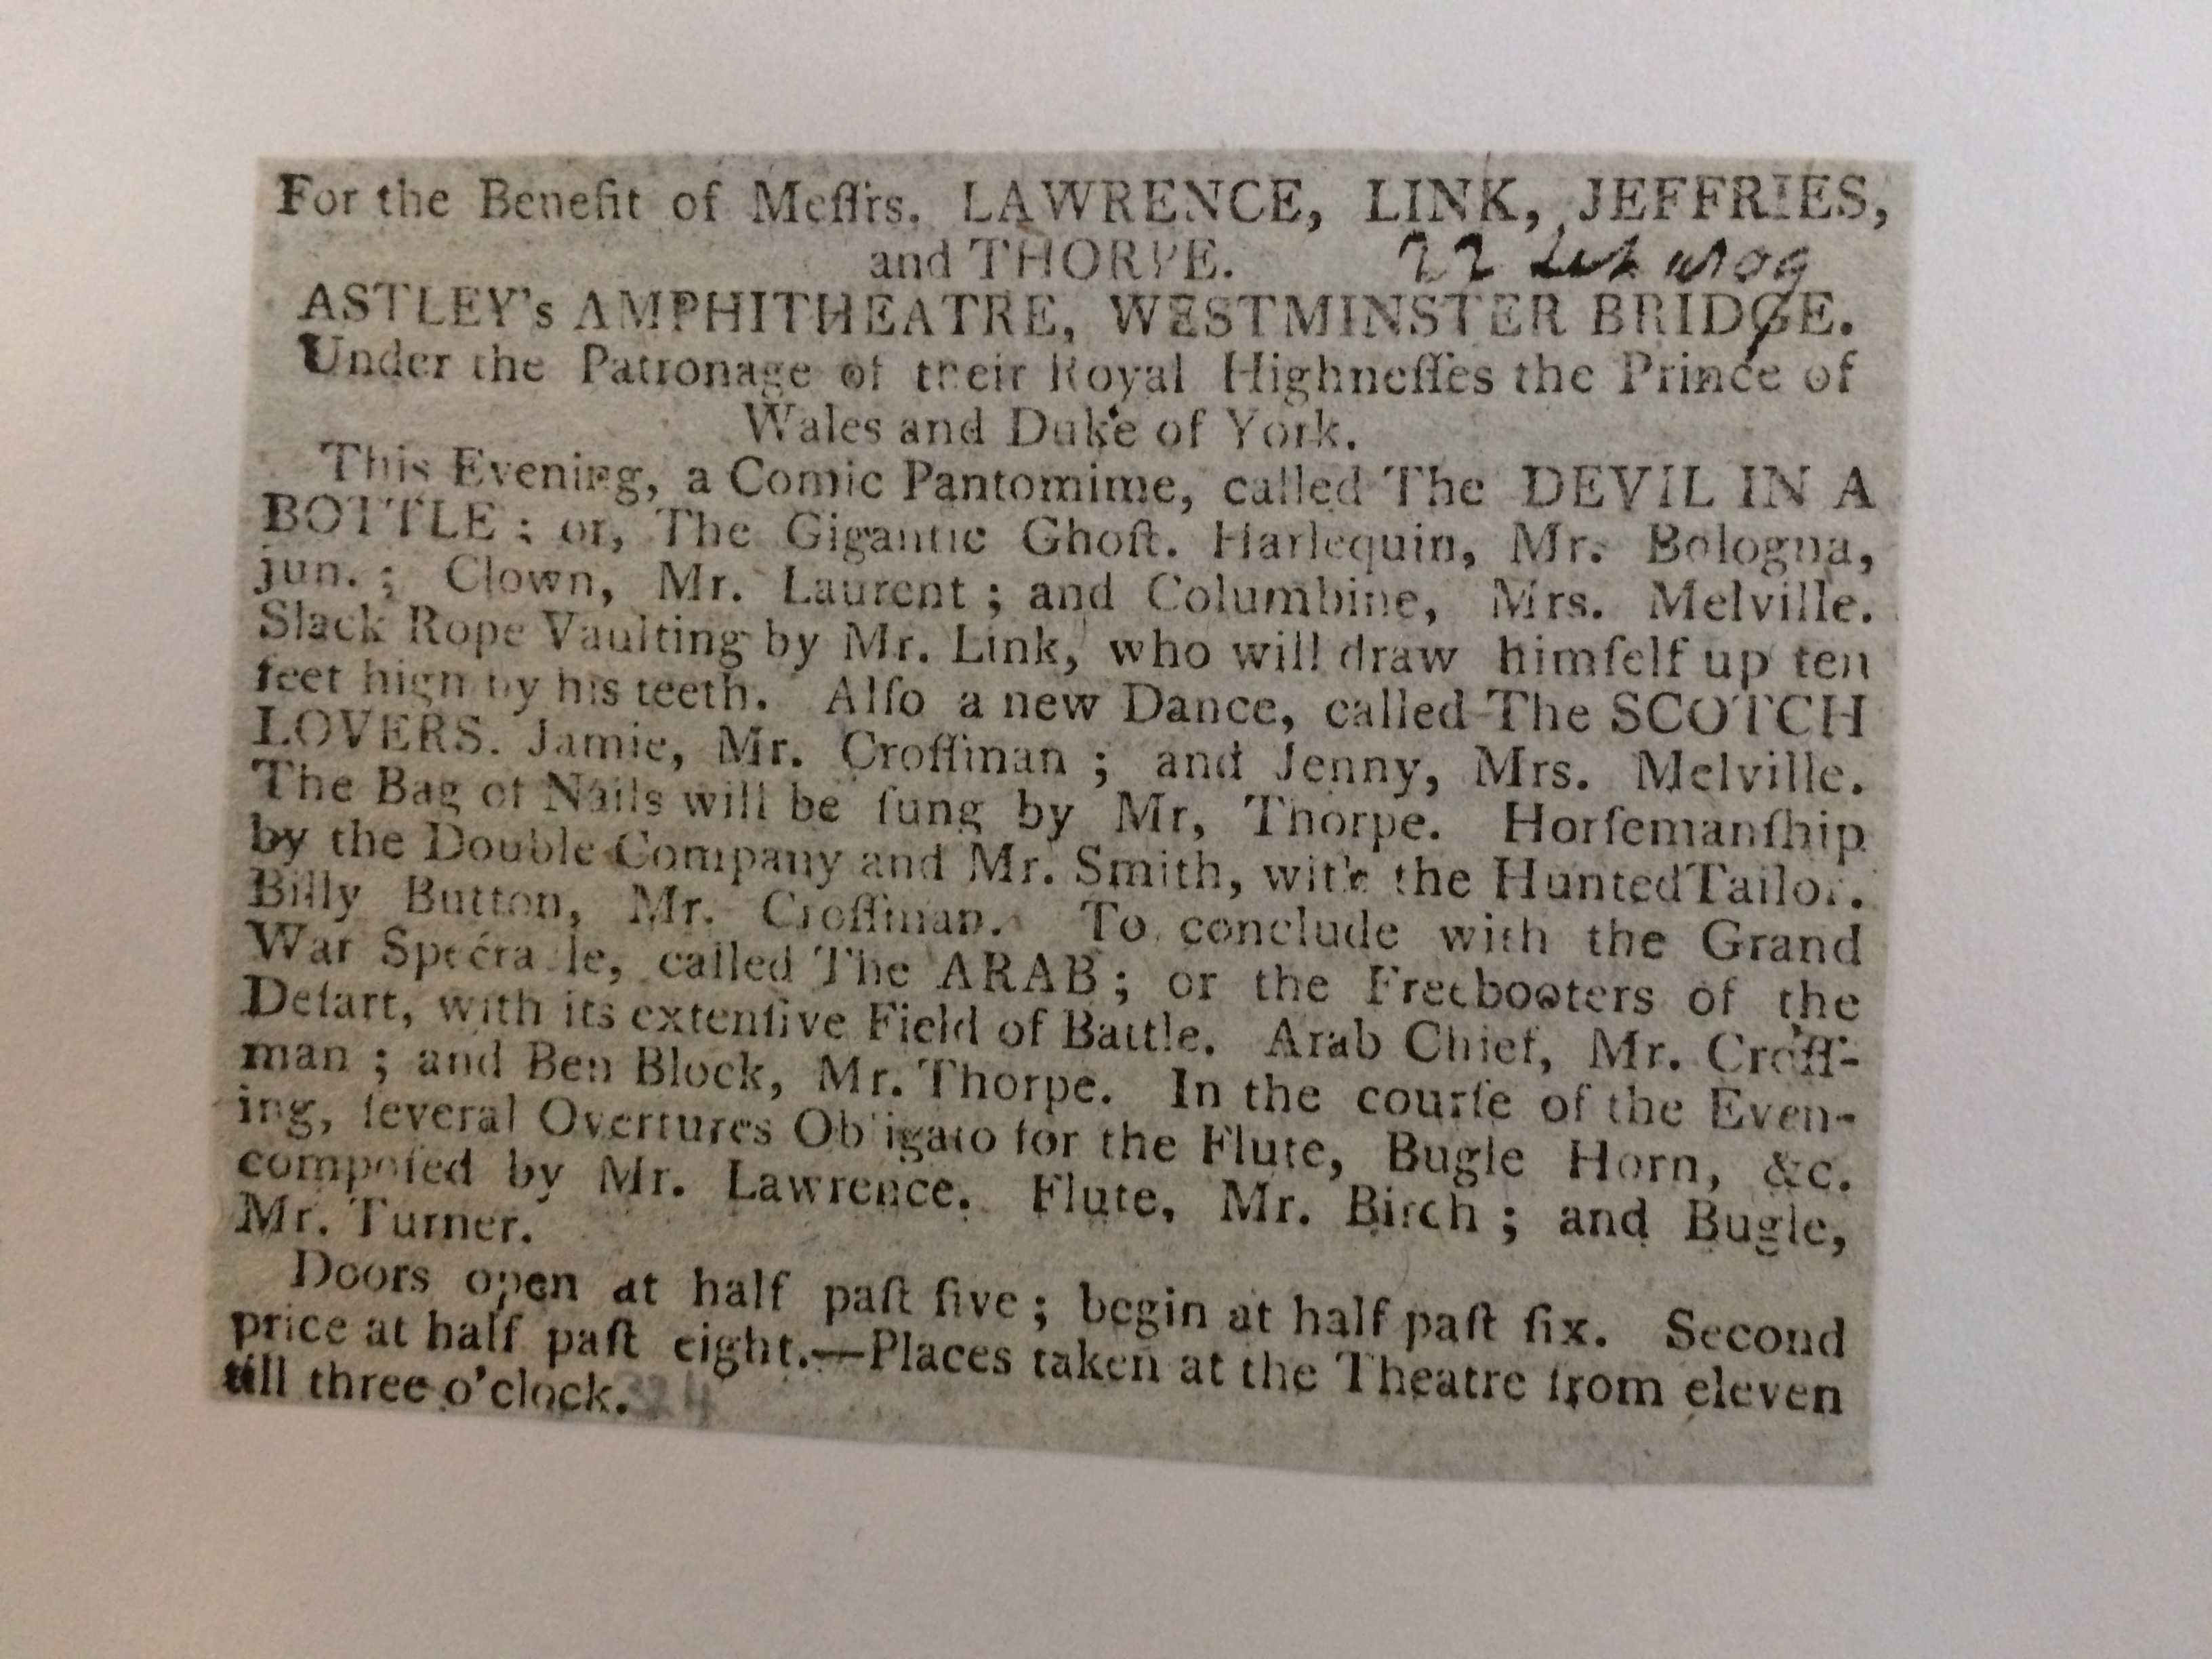 For the Benefit of Meſſrs. LAWRENCE, LINK, JEFFRIES,
and THORPE.
22
ASTLEY's AMPHITHEATRE, WESTMINSTER BRIDGE.
Under the Patronage of their Royal Highneſſes the Prince of
Wales and Duke of York.
This Evening, a Comic Pantomime, called The DEVIL IN A
BOTTLE ; or, The Gigantic Ghoſt. Harlequin, Mr. Bologna,
jun. ; Clown, Mr. Laurent ; and Columbine, Mrs. Melville.
Slack Rope Vaulting by Mr. Link, who will draw himſelf up ten
feet high by his teeth. Alſo a new Dance, called The SCOTCH
LOVERS. Jamie, Mr. Croſſman ; and Jenny, Mrs. Melville.
The Bag of Nails will be ſung by Mr, Thorpe. Horſemanſhip
by the Double Company and Mr. Smith, with the Hunted Tailor.
Billy Button, Mr. Croſſman. To conclude with the Grand
War Spectacle, called The ARAB ; or the Freebooters of the
Deſart, with its extenſive Field of Battle. Arab Chief, Mr. Croſſ-
man ; and Ben Block, Mr. Thorpe. In the courſe of the Even-
ing, ſeveral Overtures Obligato for the Flute, Bugle Horn, &c.
compoſed by Mr. Lawrence. Flute, Mr. Birch ; and Bugle,
Mr. Turner.
Doors open at half paſt five ; begin at half paſt ſix. Second
price at half paſt eight.—Places taken at the Theatre from eleven
till three o'clock. 324